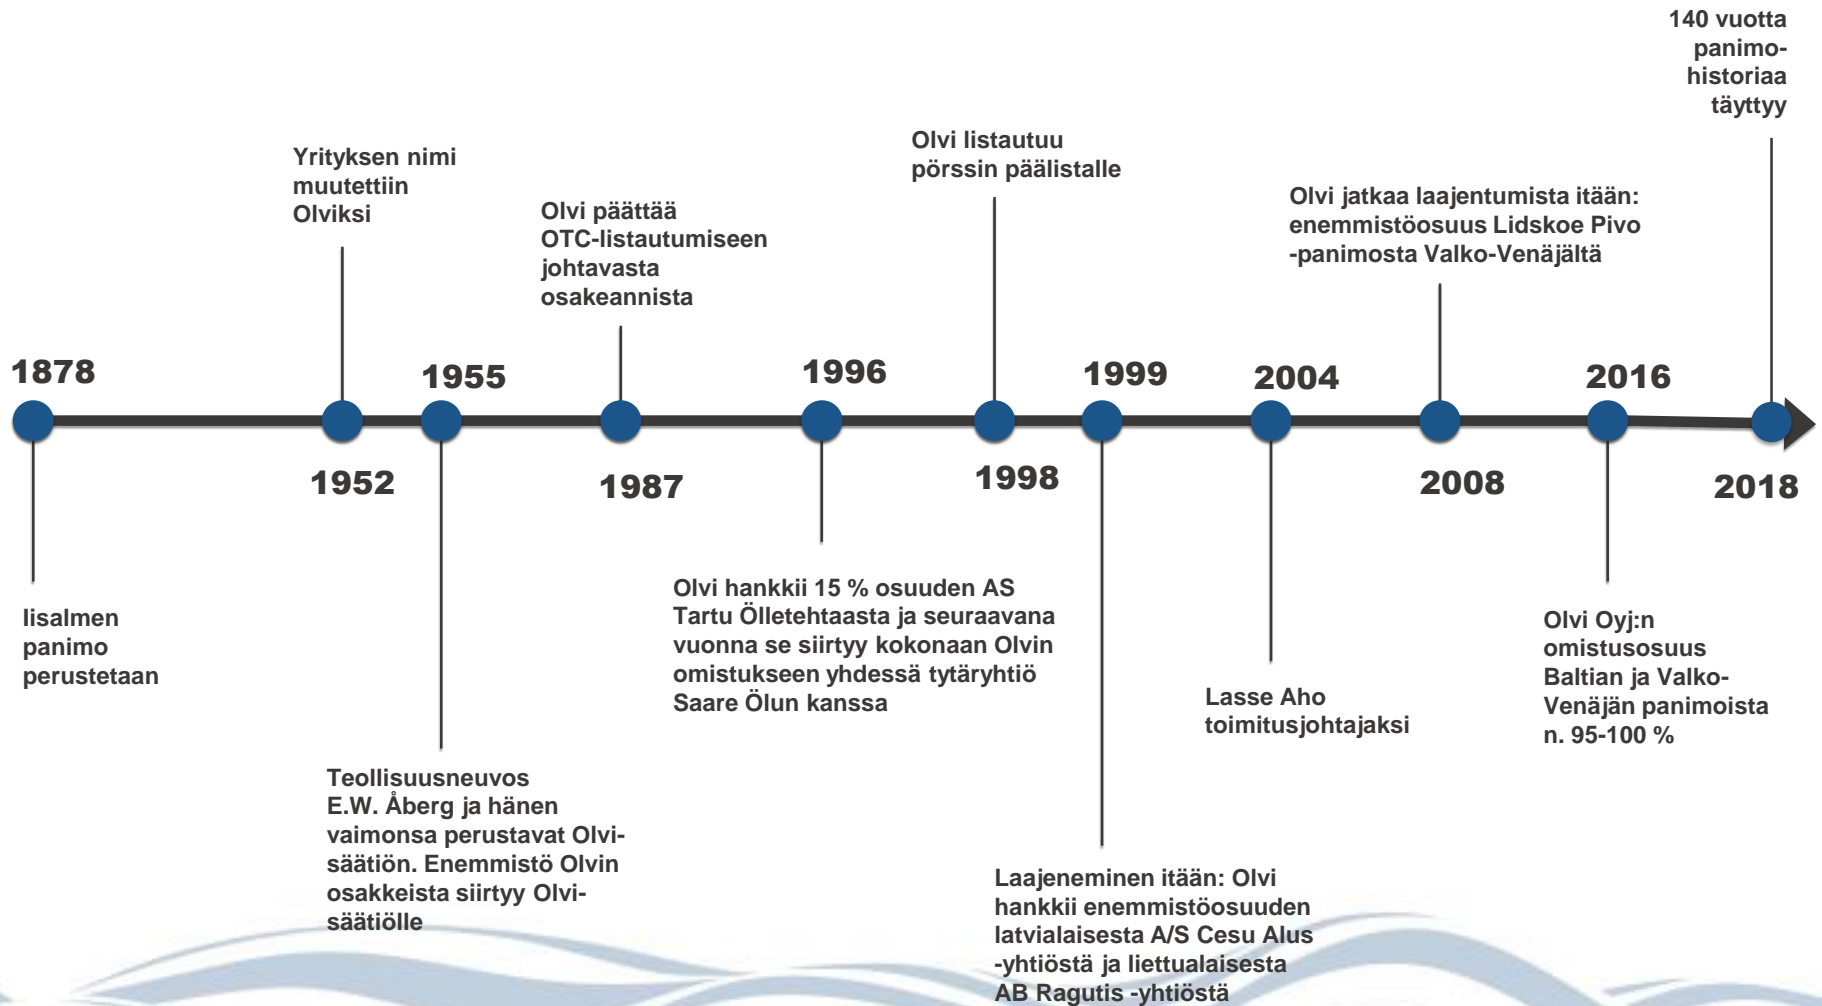 140 vuotta
panimo-
historiaa
täyttyy
Yrityksen nimi
muutettiin
Olviksi
Olvi päättää
OTC-listautumiseen
johtavasta
osakeannista
Olvi listautuu
pörssin päälistalle
Olvi jatkaa laajentumista itään:
enemmistöosuus Lidskoe Pivo
-panimosta Valko-Venäjältä
1878
1955
1996
1999
2004
2016
1952
1987
1998
2008
2018
Iisalmen
panimo
perustetaan
Teollisuusneuvos
E.W. Åberg ja hänen
vaimonsa perustavat Olvi-
säätiön. Enemmistö Olvin
osakkeista siirtyy Olvi-
säätiölle
Olvi hankkii 15 % osuuden AS
Tartu Ölletehtaasta ja seuraavana
vuonna se siirtyy kokonaan Olvin
omistukseen yhdessä tytäryhtiö
Saare Ölun kanssa
Laajeneminen itään: Olvi
hankkii enemmistöosuuden
latvialaisesta A/S Cesu Alus
-yhtiöstä ja liettualaisesta
AB Ragutis -yhtiöstä
Lasse Aho
toimitusjohtajaksi
Olvi Oyj:n
omistusosuus
Baltian ja Valko-
Venäjän panimoista
n. 95-100 %